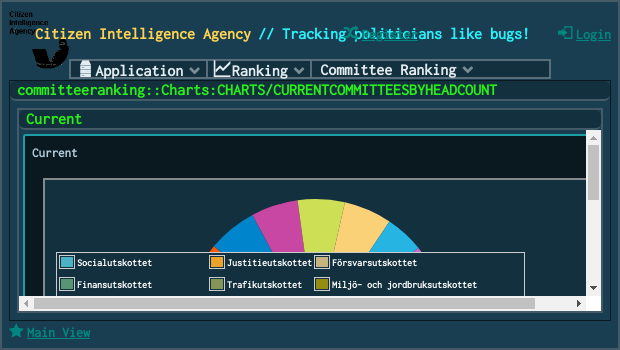 Citizen
Intelligence
Agency
Citizen Intelligence Agency // Tracking politicians like bugs!
Register
Login
Application
Ranking
Committee Ranking
committeeranking::Charts:CHARTS/CURRENTCOMMITTEESBYHEADCOUNT
Current
Current
Socialutskottet
Justitieutskottet
Försvarsutskottet
Finansutskottet
Trafikutskottet
Miljö- och jordbruksutskottet
Main View